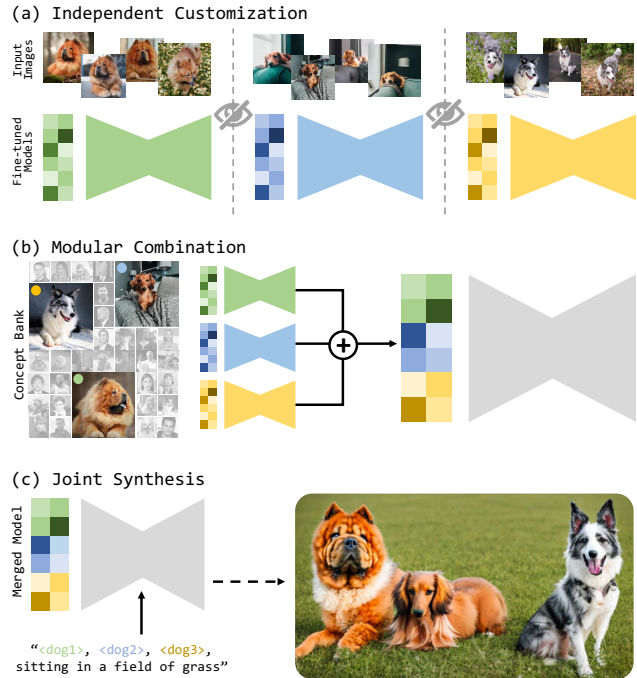 (a) Independent Customization
Input
Images
Fine-tuned
Models
(b) Modular Combination
Concept Bank
+
(c) Joint Synthesis
Merged Model
“<dog1>, <dog2>, <dog3>,
sitting in a field of grass”